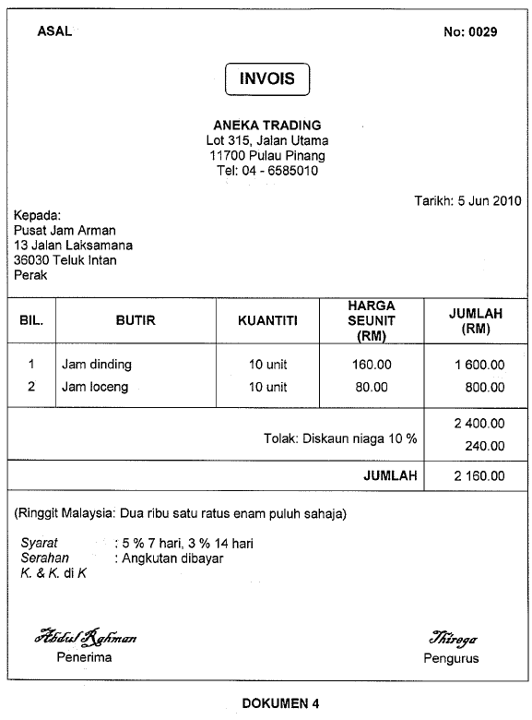 ASAL No: 0029
INVOIS
ANEKA TRADING
Lot 315, Jalan Utama
11700 Pulau Pinang
Tel: 04 - 6585010
Tarikh: 5 Jun 2010
Kepada:
Pusat Jam Arman
13 Jalan Laksamana
36030 Teluk Intan
Perak
BIL. BUTIR KUANTITI HARGA SEUNIT (RM) JUMLAH (RM)
1 Jam dinding 10 unit 160.00 1 600.00
2 Jam loceng 10 unit 80.00 800.00
2 400.00
Tolak: Diskaun niaga 10 % 240.00
JUMLAH 2 160.00
(Ringgit Malaysia: Dua ribu satu ratus enam puluh sahaja)
Syarat : 5 % 7 hari, 3 % 14 hari
Serahan : Angkutan dibayar
K. & K. di K
Abdul Rahman Thiroga
Penerima Pengurus
DOKUMEN 4